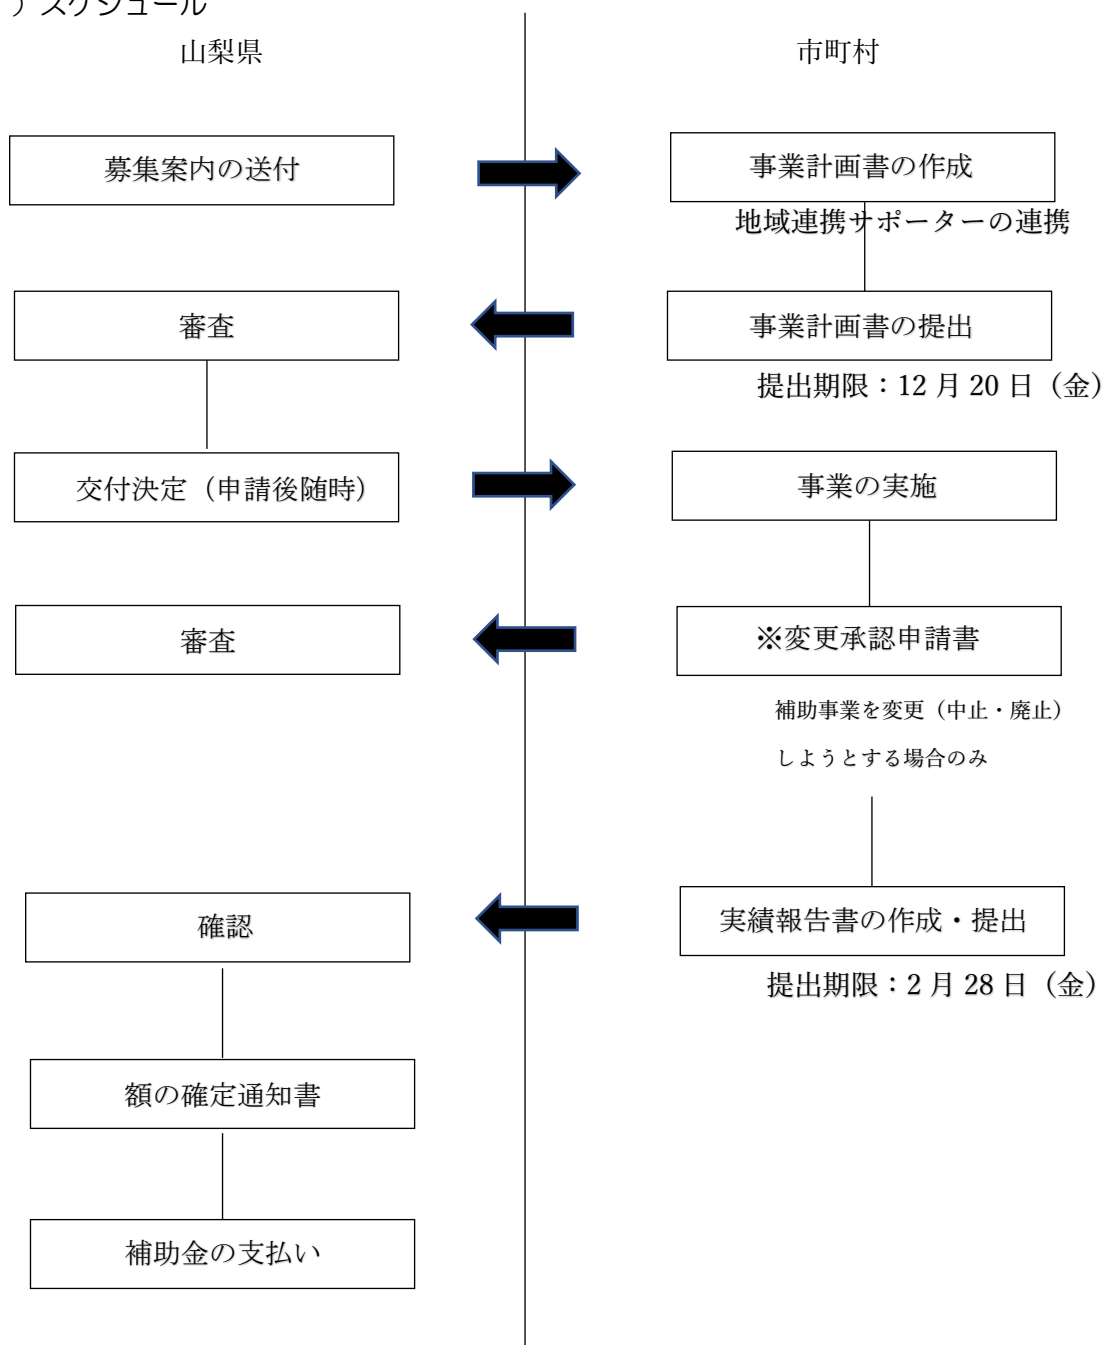 ）スケジュール
山梨県
市町村
募集案内の送付
事業計画書の作成
地域連携サポーターの連携
審査
事業計画書の提出
提出期限：12 月 20 日（金）
交付決定（申請後随時）
事業の実施
審査
※変更承認申請書
補助事業を変更（中止・廃止）
しようとする場合のみ
確認
実績報告書の作成・提出
提出期限：2 月 28 日（金）
額の確定通知書
補助金の支払い